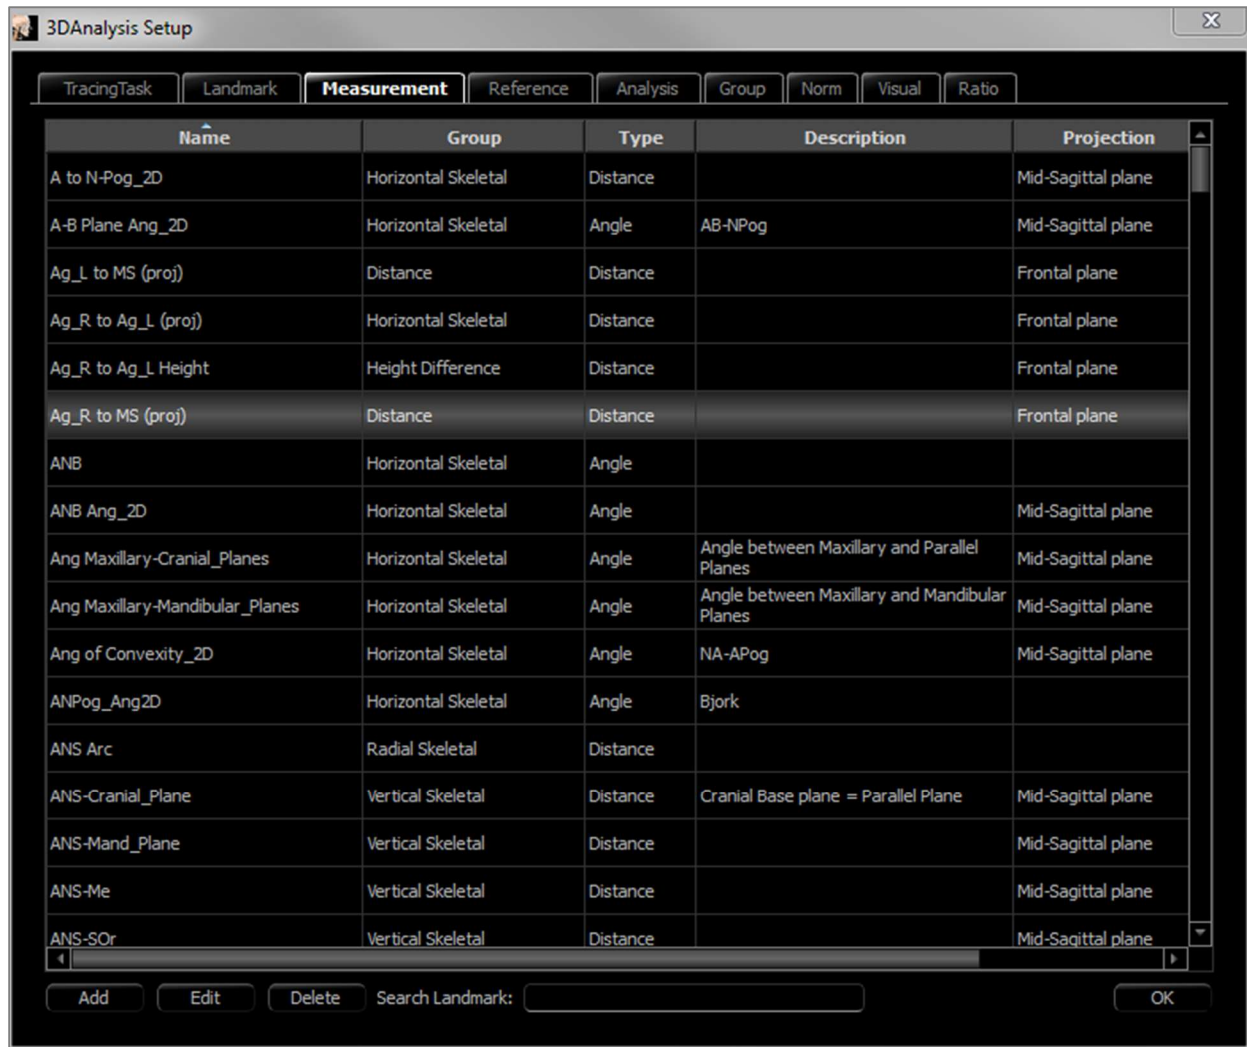 3DAnalysis Setup
TracingTask Landmark Measurement Reference Analysis Group Norm Visual Ratio
Name Group Type Description Projection
A to N-Pog_2D Horizontal Skeletal Distance Mid-Sagittal plane
A-B Plane Ang_2D Horizontal Skeletal Angle AB-NPog Mid-Sagittal plane
Ag_L to MS (proj) Distance Distance Frontal plane
Ag_R to Ag_L (proj) Horizontal Skeletal Distance Frontal plane
Ag_R to Ag_L Height Height Difference Distance Frontal plane
Ag_R to MS (proj) Distance Distance Frontal plane
ANB Horizontal Skeletal Angle
ANB Ang_2D Horizontal Skeletal Angle Mid-Sagittal plane
Ang Maxillary-Cranial_Planes Horizontal Skeletal Angle Angle between Maxillary and Parallel
Planes Mid-Sagittal plane
Ang Maxillary-Mandibular_Planes Horizontal Skeletal Angle Angle between Maxillary and Mandibular
Planes Mid-Sagittal plane
Ang of Convexity_2D Horizontal Skeletal Angle NA-APog Mid-Sagittal plane
ANPog_Ang2D Horizontal Skeletal Angle Bjork
ANS Arc Radial Skeletal Distance
ANS-Cranial_Plane Vertical Skeletal Distance Cranial Base plane = Parallel Plane Mid-Sagittal plane
ANS-Mand_Plane Vertical Skeletal Distance Mid-Sagittal plane
ANS-Me Vertical Skeletal Distance Mid-Sagittal plane
ANS-SOr Vertical Skeletal Distance Mid-Sagittal plane
Add Edit Delete Search Landmark: OK